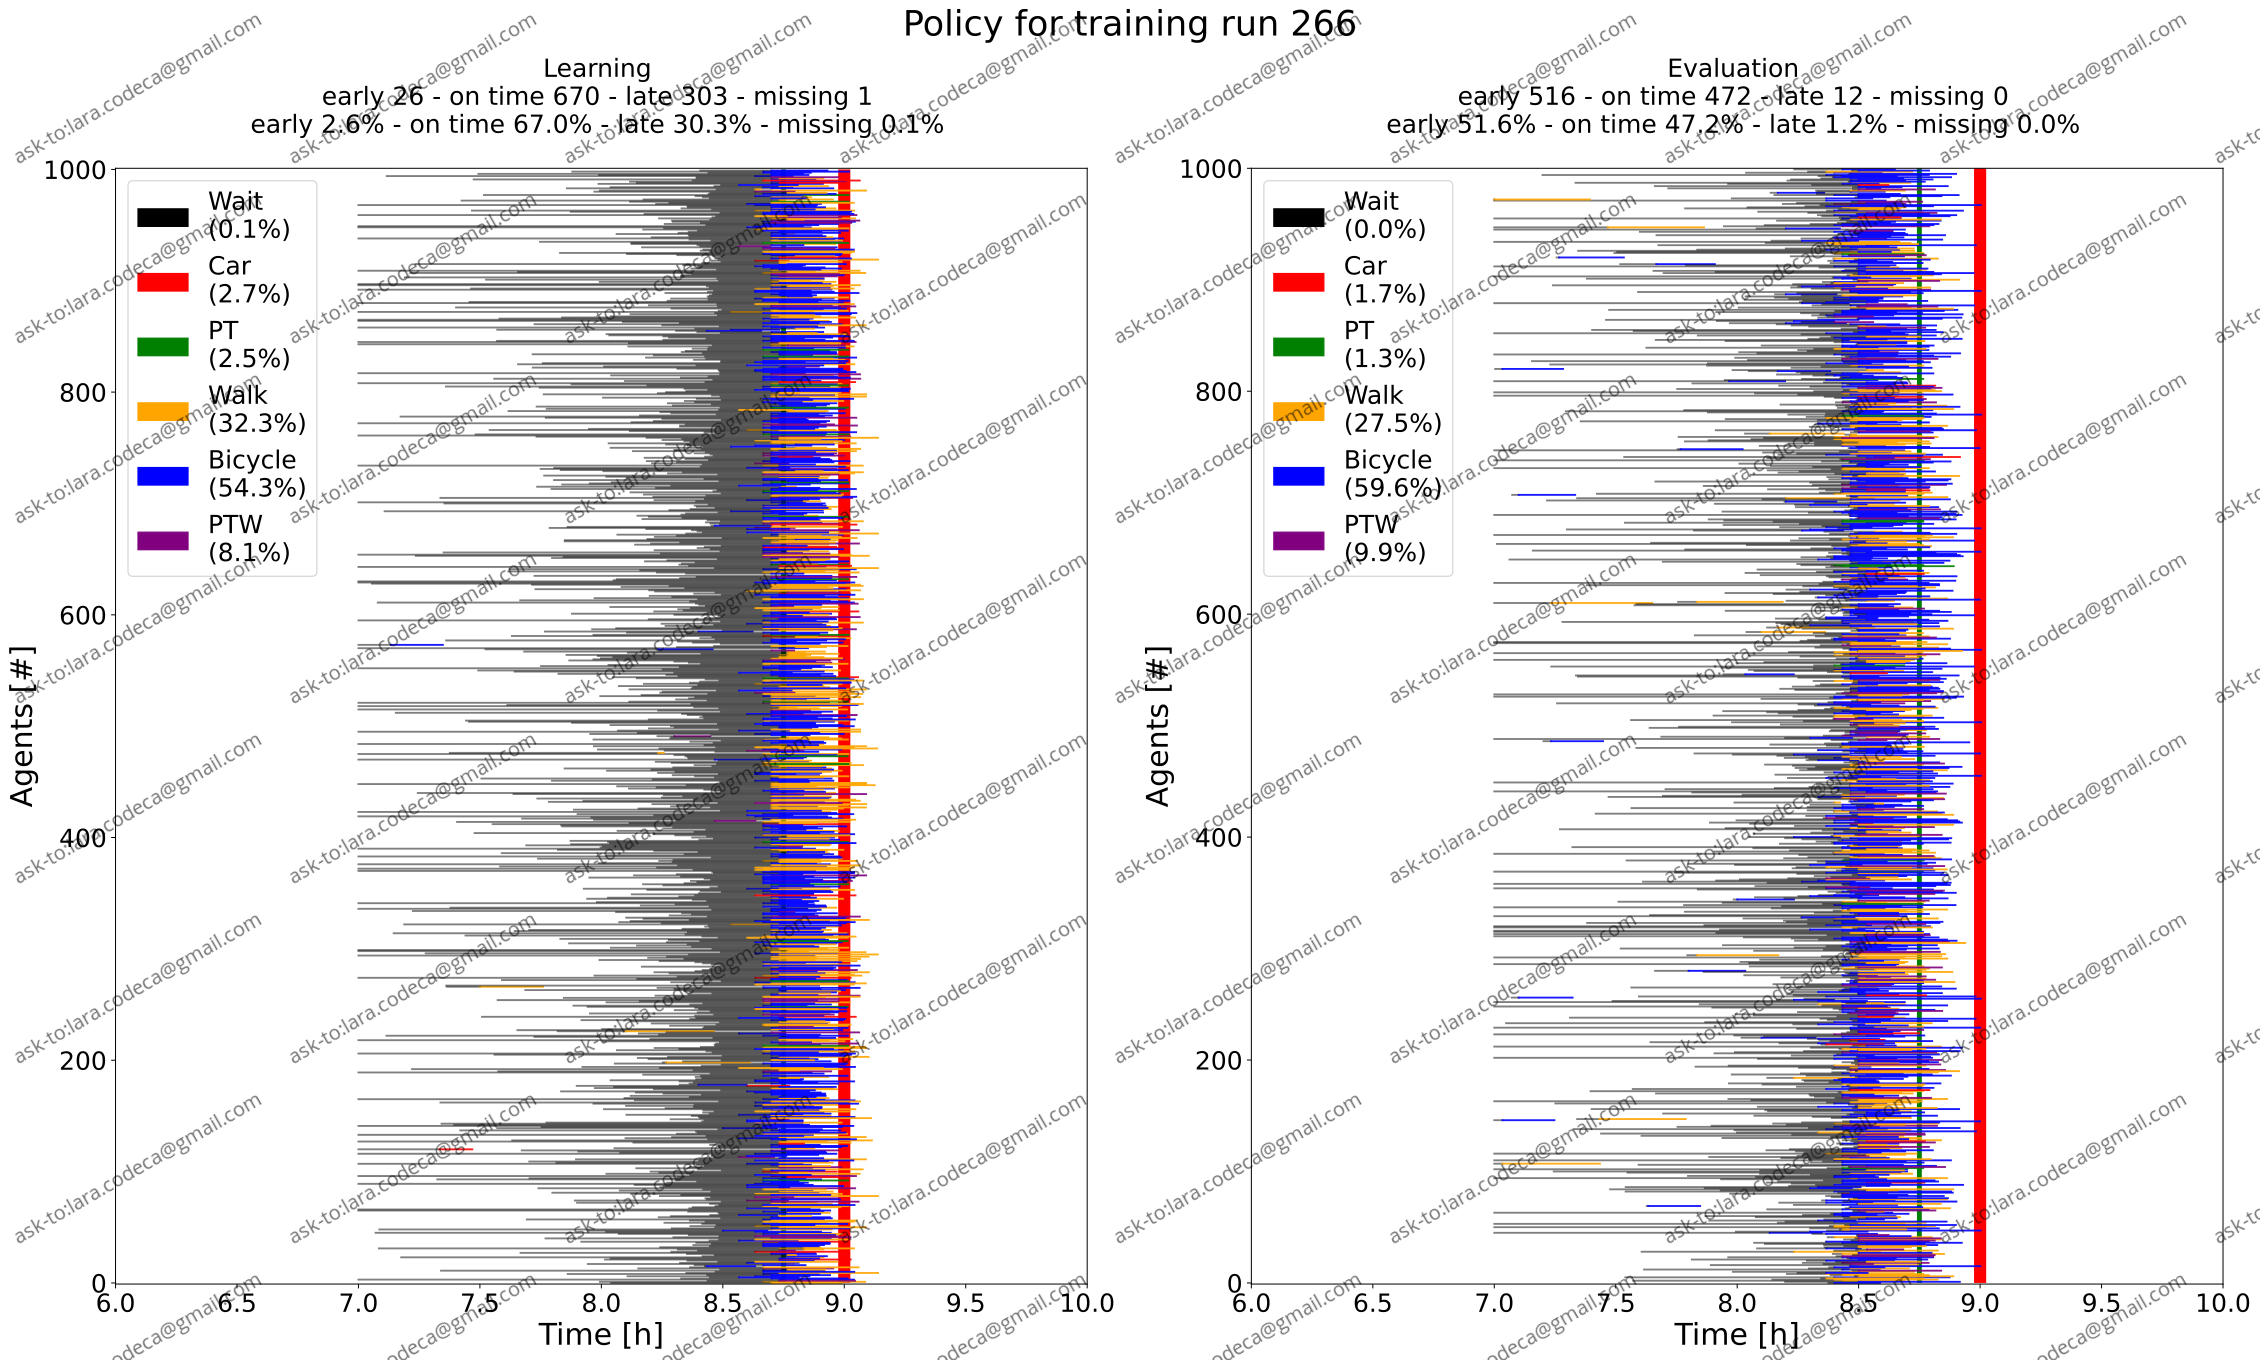 Policy for training run 266
Learning
early 26 - on time 670 - late 303 - missing 1
early 2.6% - on time 67.0% - late 30.3% - missing 0.1%
1000
800
600
400
200
0
Agents [#]
Wait
(0.1%)
Car
(2.7%)
PT
(2.5%)
Walk
(32.3%)
Bicycle
(54.3%)
PTW
(8.1%)
6.0 6.5 7.0 7.5 8.0 8.5 9.0 9.5 10.0
Time [h]
Evaluation
early 516 - on time 472 - late 12 - missing 0
early 51.6% - on time 47.2% - late 1.2% - missing 0.0%
1000
800
600
400
200
0
Agents [#]
Wait
(0.0%)
Car
(1.7%)
PT
(1.3%)
Walk
(27.5%)
Bicycle
(59.6%)
PTW
(9.9%)
6.0 6.5 7.0 7.5 8.0 8.5 9.0 9.5 10.0
Time [h]
ask-to:lara.codeca@gmail.com